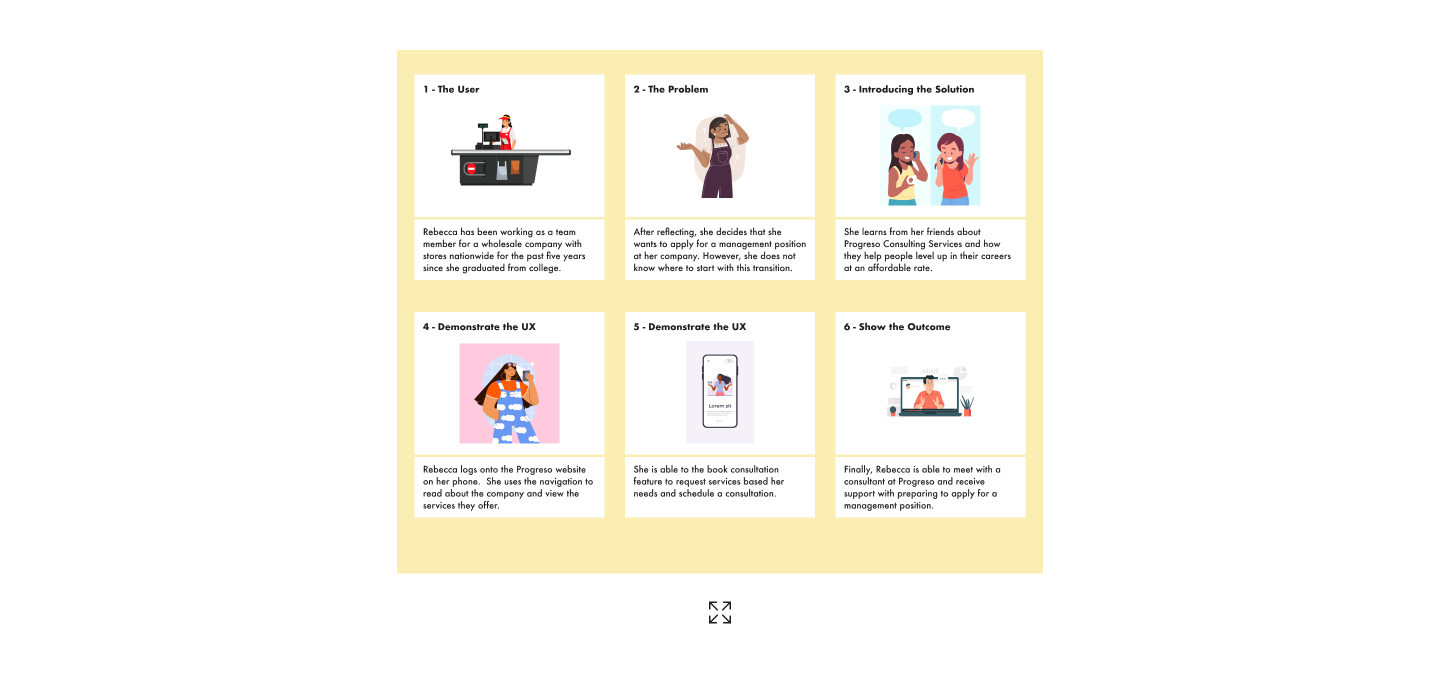 1 - The User
Rebecca has been working as a team
member for a wholesale company with
stores nationwide for the past five years
since she graduated from college.
2 - The Problem
After reflecting, she decides that she
wants to apply for a management position
at her company. However, she does not
know where to start with this transition.
3 - Introducing the Solution
She learns from her friends about
Progreso Consulting Services and how
they help people level up in their careers
at an affordable rate.
4 - Demonstrate the UX
Rebecca logs onto the Progreso website
on her phone.  She uses the navigation to
read about the company and view the
services they offer.
5 - Demonstrate the UX
Lorem sit
She is able to the book consultation
feature to request services based her
needs and schedule a consultation.
6 - Show the Outcome
Finally, Rebecca is able to meet with a
consultant at Progreso and receive
support with preparing to apply for a
management position.